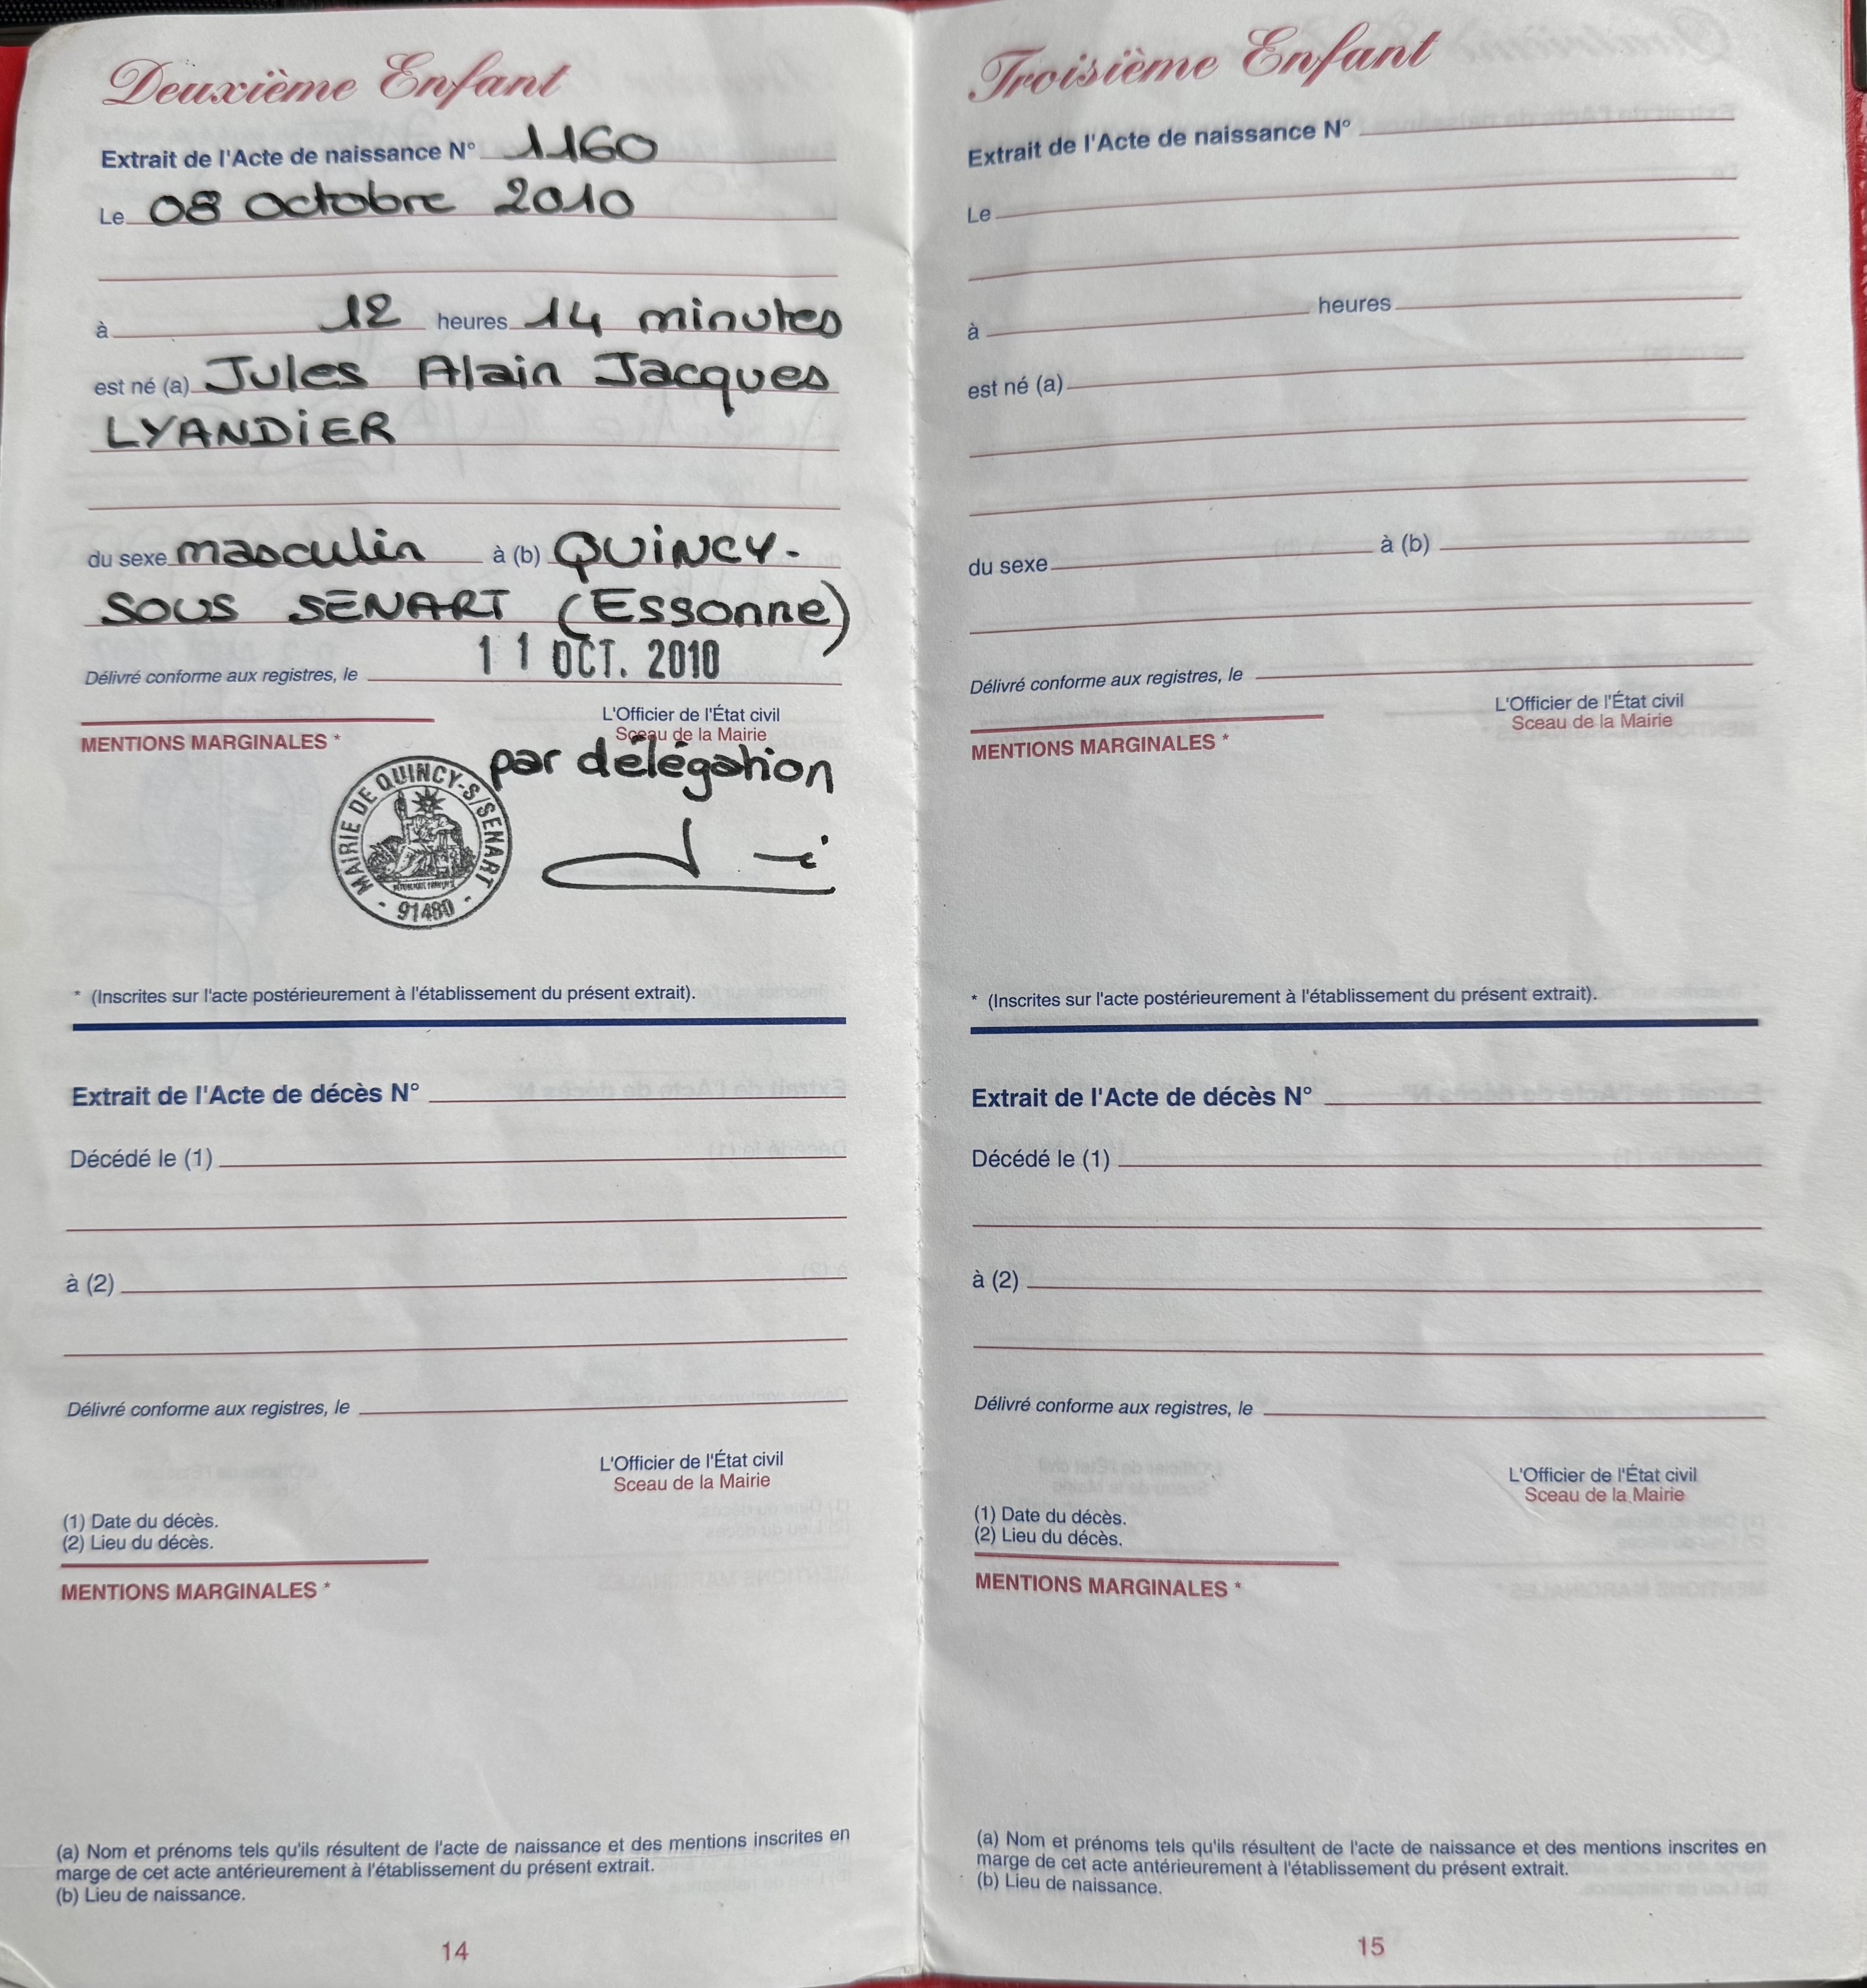 Deuxième Enfant
Extrait de l'Acte de naissance N° 1160
Le 08 octobre 2010
à 12 heures 14 minutes
est né (a) Jules Alain Jacques
LYANDiER
du sexe masculin à (b) QUiNCY-
SOUS SENART (Essonne)
Délivré conforme aux registres, le 11 OCT. 2010
L'Officier de l'État civil
Sceau de la Mairie
MENTIONS MARGINALES *
par délégation
MAIRIE DE QUINCY-S/SENART
- 91480 -
* (Inscrites sur l'acte postérieurement à l'établissement du présent extrait).
Extrait de l'Acte de décès N°
Décédé le (1)
à (2)
Délivré conforme aux registres, le
L'Officier de l'État civil
Sceau de la Mairie
(1) Date du décès.
(2) Lieu du décès.
MENTIONS MARGINALES *
(a) Nom et prénoms tels qu'ils résultent de l'acte de naissance et des mentions inscrites en
marge de cet acte antérieurement à l'établissement du présent extrait.
(b) Lieu de naissance.
14
Troisième Enfant
Extrait de l'Acte de naissance N°
Le
à heures
est né (a)
du sexe à (b)
Délivré conforme aux registres, le
L'Officier de l'État civil
Sceau de la Mairie
MENTIONS MARGINALES *
* (Inscrites sur l'acte postérieurement à l'établissement du présent extrait).
Extrait de l'Acte de décès N°
Décédé le (1)
à (2)
Délivré conforme aux registres, le
L'Officier de l'État civil
Sceau de la Mairie
(1) Date du décès.
(2) Lieu du décès.
MENTIONS MARGINALES *
(a) Nom et prénoms tels qu'ils résultent de l'acte de naissance et des mentions inscrites en
marge de cet acte antérieurement à l'établissement du présent extrait.
(b) Lieu de naissance.
15